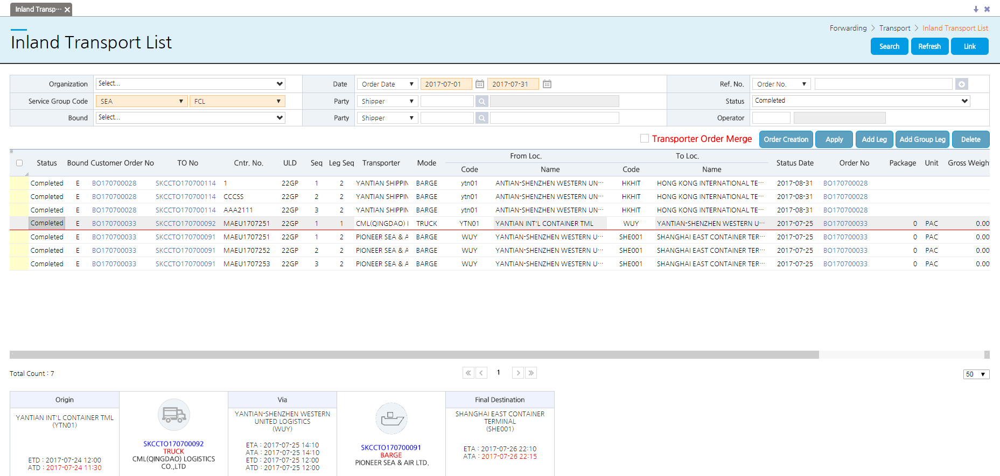 Inland Transp···
Forwarding > Transport > Inland Transport List
Inland Transport List
Search Refresh Link
Organization Select... Date Order Date 2017-07-01 2017-07-31 Ref. No. Order No.
Service Group Code SEA FCL Party Shipper Status Completed
Bound Select... Party Shipper Operator
Transporter Order Merge Order Creation Apply Add Leg Add Group Leg Delete
Status Bound Customer Order No TO No Cntr. No. ULD Seq Leg Seq Transporter Mode From Loc. To Loc. Status Date Order No Package Unit Gross Weigh
Code Name Code Name
Completed E BO170700028 SKCCTO170700114 1 22GP 1 2 YANTIAN SHIPPIN BARGE ytn01 ANTIAN-SHENZHEN WESTERN UN··· HKHIT HONG KONG INTERNATIONAL TE··· 2017-08-31 BO170700028
Completed E BO170700028 SKCCTO170700114 CCCSS 22GP 2 2 YANTIAN SHIPPIN BARGE ytn01 ANTIAN-SHENZHEN WESTERN UN··· HKHIT HONG KONG INTERNATIONAL TE··· 2017-08-31 BO170700028
Completed E BO170700028 SKCCTO170700114 AAA2111 22GP 3 2 YANTIAN SHIPPIN BARGE ytn01 ANTIAN-SHENZHEN WESTERN UN··· HKHIT HONG KONG INTERNATIONAL TE··· 2017-08-31 BO170700028
Completed E BO170700033 SKCCTO170700092 MAEU1707251 22GP 1 1 CML(QINGDAO) TRUCK YTN01 YANTIAN INT'L CONTAINER TML WUY YANTIAN-SHENZHEN WESTERN U··· 2017-07-25 BO170700033 0 PAC 0.00
Completed E BO170700033 SKCCTO170700091 MAEU1707251 22GP 1 2 PIONEER SEA & A BARGE WUY YANTIAN-SHENZHEN WESTERN U··· SHE001 SHANGHAI EAST CONTAINER TER··· 2017-07-25 BO170700033 0 PAC 0.00
Completed E BO170700033 SKCCTO170700091 MAEU1707252 22GP 2 2 PIONEER SEA & A BARGE WUY YANTIAN-SHENZHEN WESTERN U··· SHE001 SHANGHAI EAST CONTAINER TER··· 2017-07-25 BO170700033 0 PAC 0.00
Completed E BO170700033 SKCCTO170700091 MAEU1707253 22GP 3 2 PIONEER SEA & A BARGE WUY YANTIAN-SHENZHEN WESTERN U··· SHE001 SHANGHAI EAST CONTAINER TER··· 2017-07-25 BO170700033 0 PAC 0.00
Total Count : 7
1
50
Origin
YANTIAN INT'L CONTAINER TML
(YTN01)
ETD : 2017-07-24 12:00
ATD : 2017-07-24 11:30
SKCCTO170700092
TRUCK
CML(QINGDAO) LOGISTICS
CO.,LTD
Via
YANTIAN-SHENZHEN WESTERN
UNITED LOGISTICS
(WUY)
ETA : 2017-07-25 14:10
ATA : 2017-07-25 14:10
ETD : 2017-07-25 12:00
ATD : 2017-07-25 12:00
SKCCTO170700091
BARGE
PIONEER SEA & AIR LTD.
Final Destination
SHANGHAI EAST CONTAINER
TERMINAL
(SHE001)
ETA : 2017-07-26 22:10
ATA : 2017-07-26 22:15